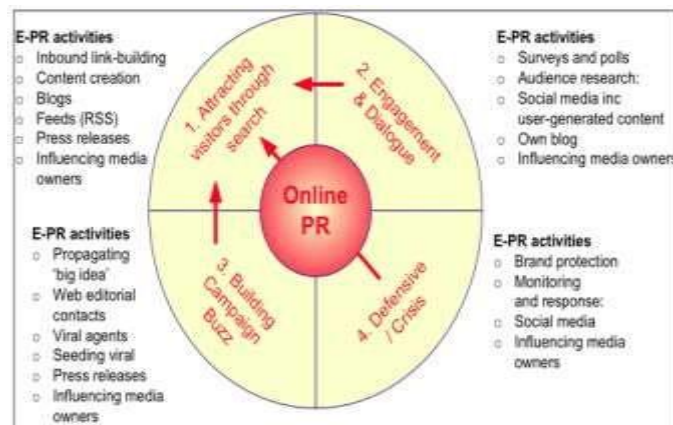 E-PR activities
Inbound link-building
Content creation
Blogs
Feeds (RSS)
Press releases
Influencing media
owners
1. Attracting
visitors through
search
2. Engagement
& Dialogue
E-PR activities
Surveys and polls
Audience research:
Social media inc
user-generated content
Own blog
Influencing media owners
Online
PR
E-PR activities
Propagating
'big idea'
Web editorial
contacts
Viral agents
Seeding viral
Press releases
Influencing media
owners
3. Building
Campaign
Buzz
4. Defensive
/ Crisis
E-PR activities
Brand protection
Monitoring
and response:
Social media
Influencing media
owners